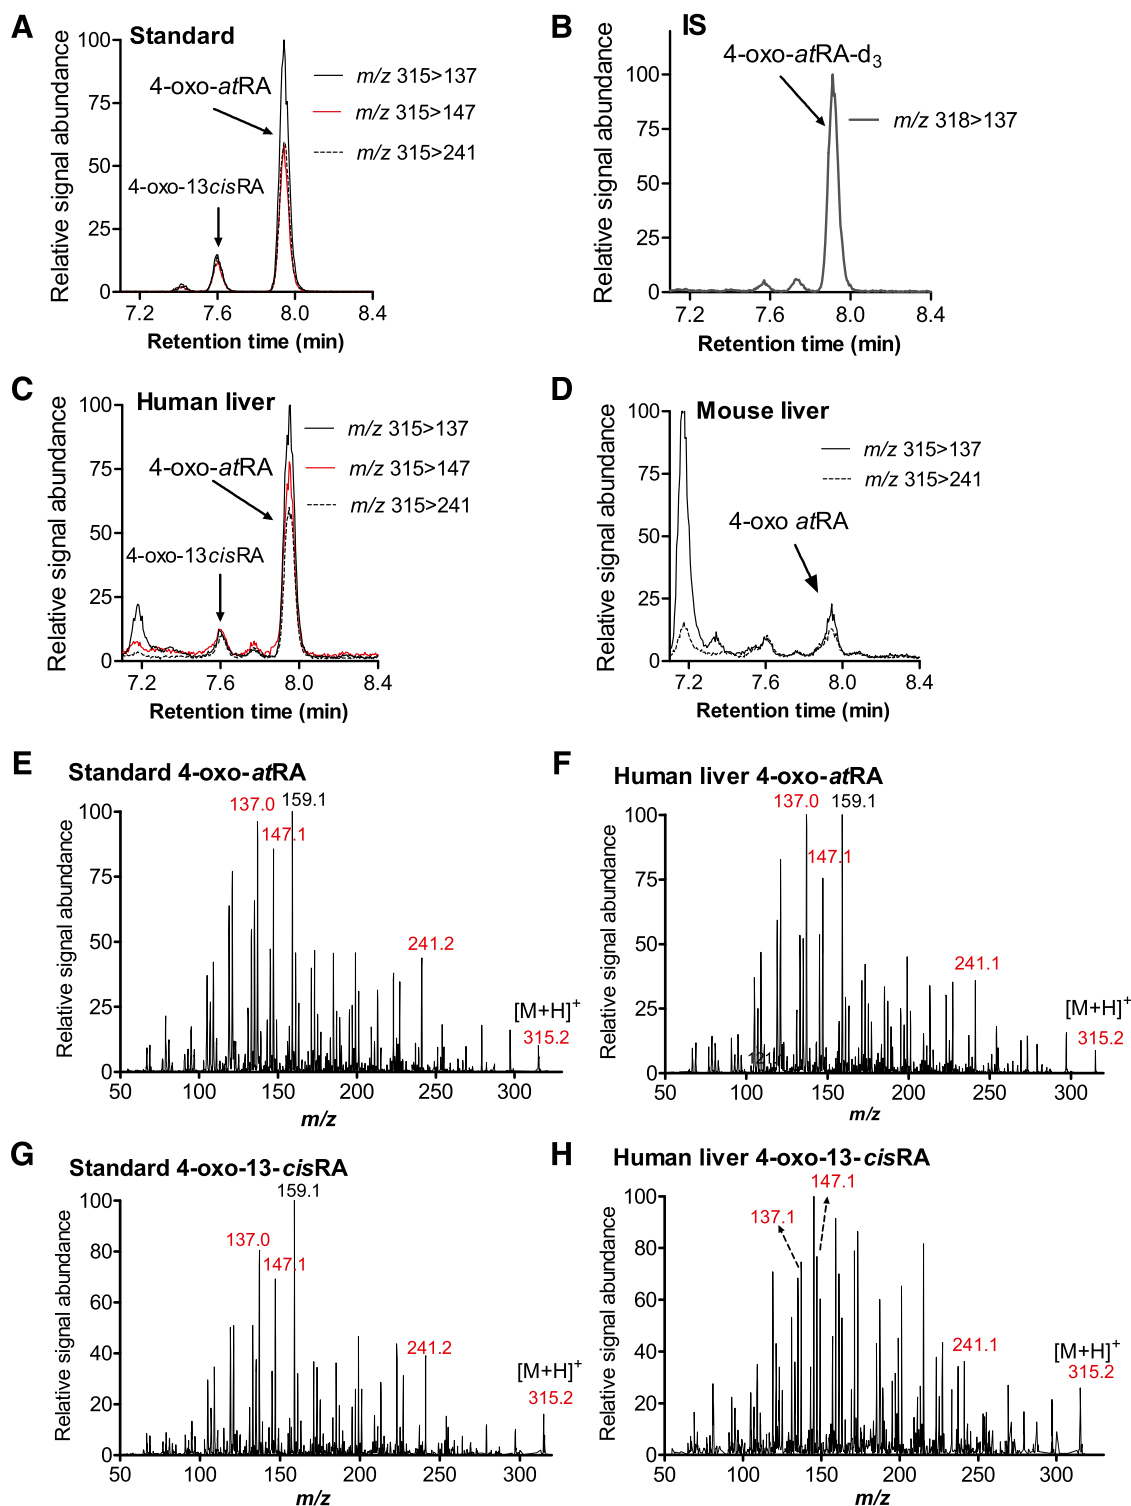 A
Standard
Relative signal abundance
100
75
50
25
0
4-oxo-atRA
4-oxo-13cisRA
m/z 315>137
m/z 315>147
m/z 315>241
7.2 7.6 8.0 8.4
Retention time (min)
B
IS
Relative signal abundance
100
75
50
25
0
4-oxo-atRA-d3
m/z 318>137
7.2 7.6 8.0 8.4
Retention time (min)
C
Human liver
Relative signal abundance
100
75
50
25
0
4-oxo-atRA
4-oxo-13cisRA
m/z 315>137
m/z 315>147
m/z 315>241
7.2 7.6 8.0 8.4
Retention time (min)
D
Mouse liver
Relative signal abundance
100
75
50
25
0
4-oxo atRA
m/z 315>137
m/z 315>241
7.2 7.6 8.0 8.4
Retention time (min)
E
Standard 4-oxo-atRA
Relative signal abundance
100
75
50
25
0
137.0
159.1
147.1
241.2
[M+H]+
315.2
50 100 150 200 250 300
m/z
F
Human liver 4-oxo-atRA
Relative signal abundance
100
75
50
25
0
137.0
159.1
147.1
241.1
[M+H]+
315.2
50 100 150 200 250 300
m/z
G
Standard 4-oxo-13-cisRA
Relative signal abundance
100
80
60
40
20
0
159.1
137.0
147.1
241.2
[M+H]+
315.2
50 100 150 200 250 300
m/z
H
Human liver 4-oxo-13-cisRA
Relative signal abundance
100
80
60
40
20
0
147.1
137.1
241.1
[M+H]+
315.2
50 100 150 200 250 300
m/z